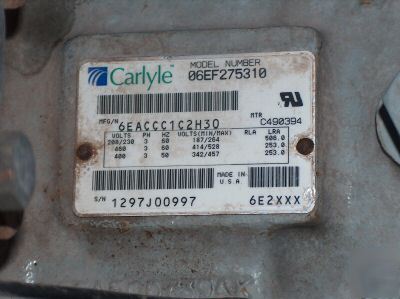 Carlyle
MODEL NUMBER
06EF275310
MFG/N
6EACCC1C2H30
MTR
C490394
VOLTS PH HZ VOLTS(MIN/MAX) RLA LRA
208/230 3 60 187/264 506.0
460 3 60 414/528 253.0
400 3 50 342/457 253.0
MADE IN
U.S.A
S/N 1297J00997
6E2XXX